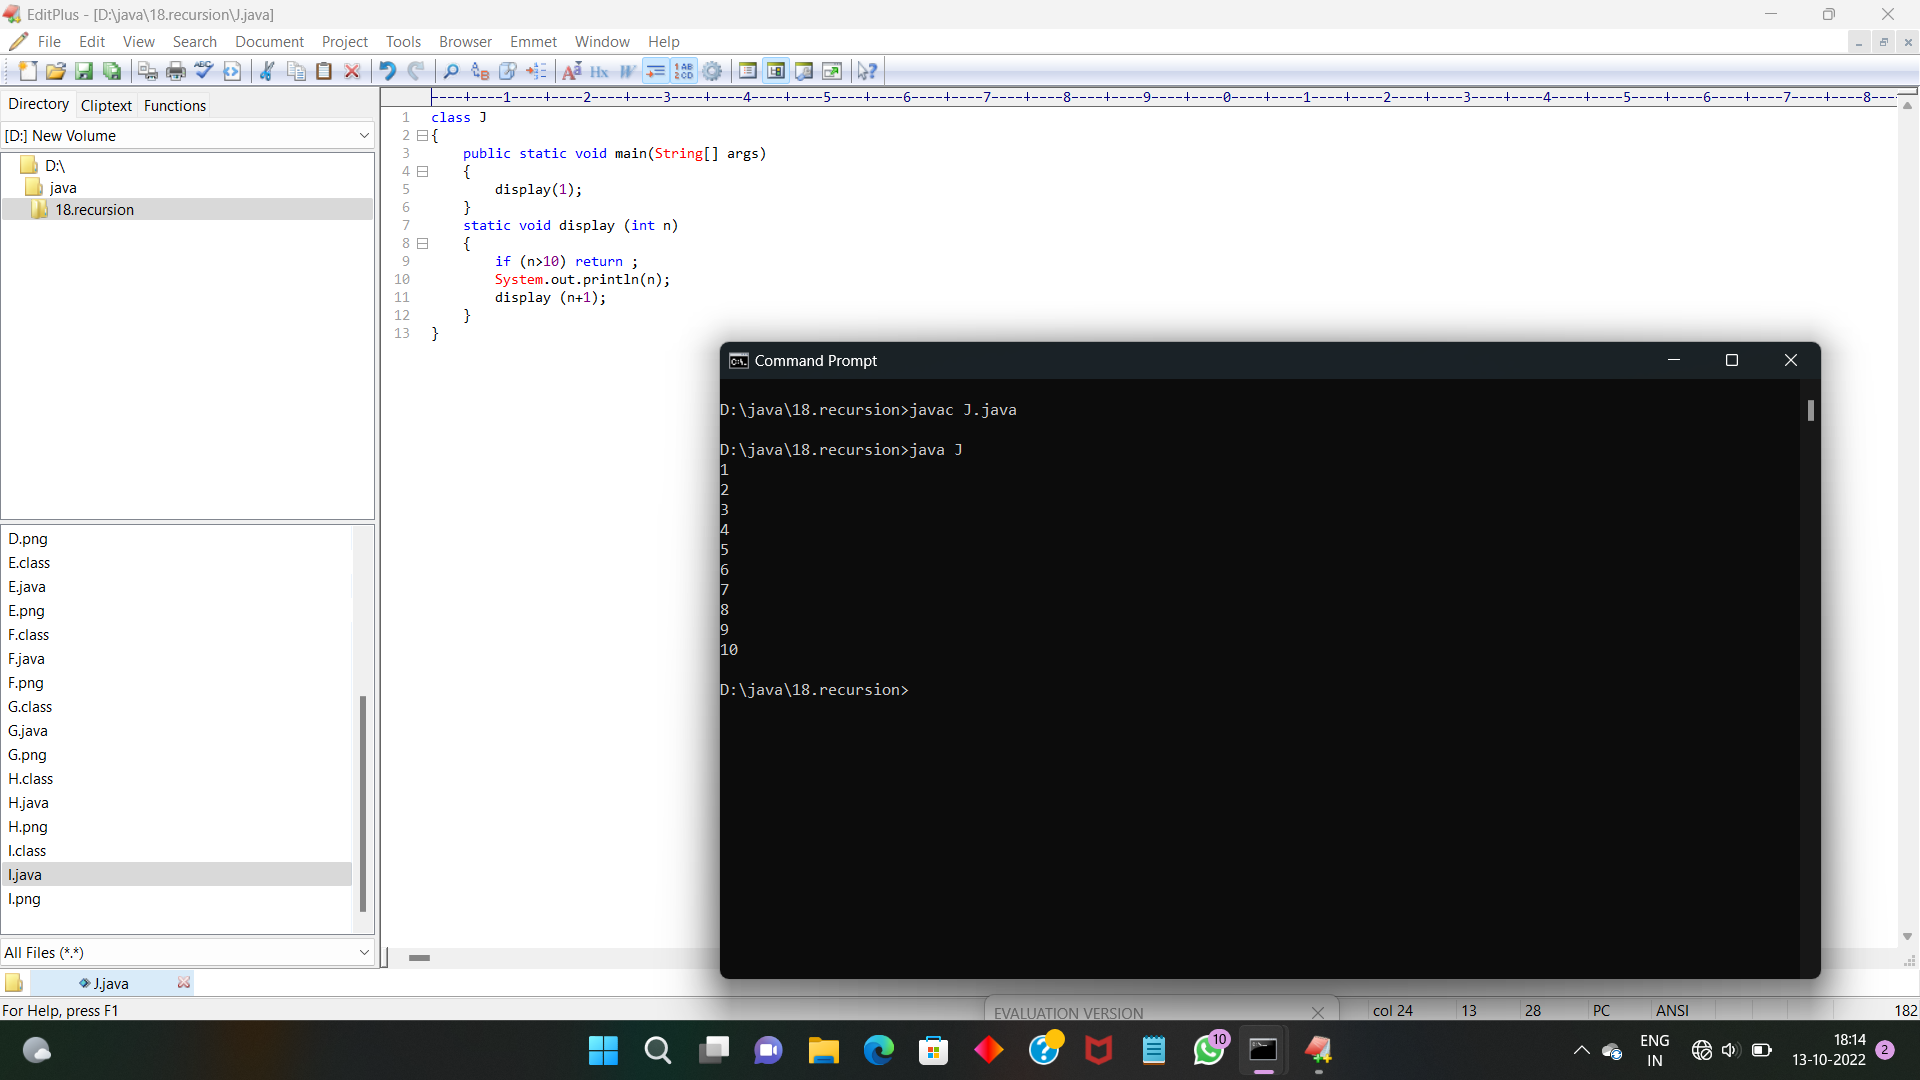 EditPlus - [D:\java\18.recursion\J.java]
File Edit View Search Document Project Tools Browser Emmet Window Help
Directory Cliptext Functions
[D:] New Volume
D:\
java
18.recursion
D.png
E.class
E.java
E.png
F.class
F.java
F.png
G.class
G.java
G.png
H.class
H.java
H.png
I.class
I.java
I.png
All Files (*.*)
----+----1----+----2----+----3----+----4----+----5----+----6----+----7----+----8----+----9----+----0----+----1----+----2----+----3----+----4----+----5----+----6----+----7----+----8---
1 class J
2 {
3 public static void main(String[] args)
4 {
5 display(1);
6 }
7 static void display (int n)
8 {
9 if (n>10) return ;
10 System.out.println(n);
11 display (n+1);
12 }
13 }
Command Prompt
D:\java\18.recursion>javac J.java
D:\java\18.recursion>java J
1
2
3
4
5
6
7
8
9
10
D:\java\18.recursion>
J.java
For Help, press F1
EVALUATION VERSION
col 24 13 28 PC ANSI 182
10
ENG
IN
18:14
13-10-2022
2